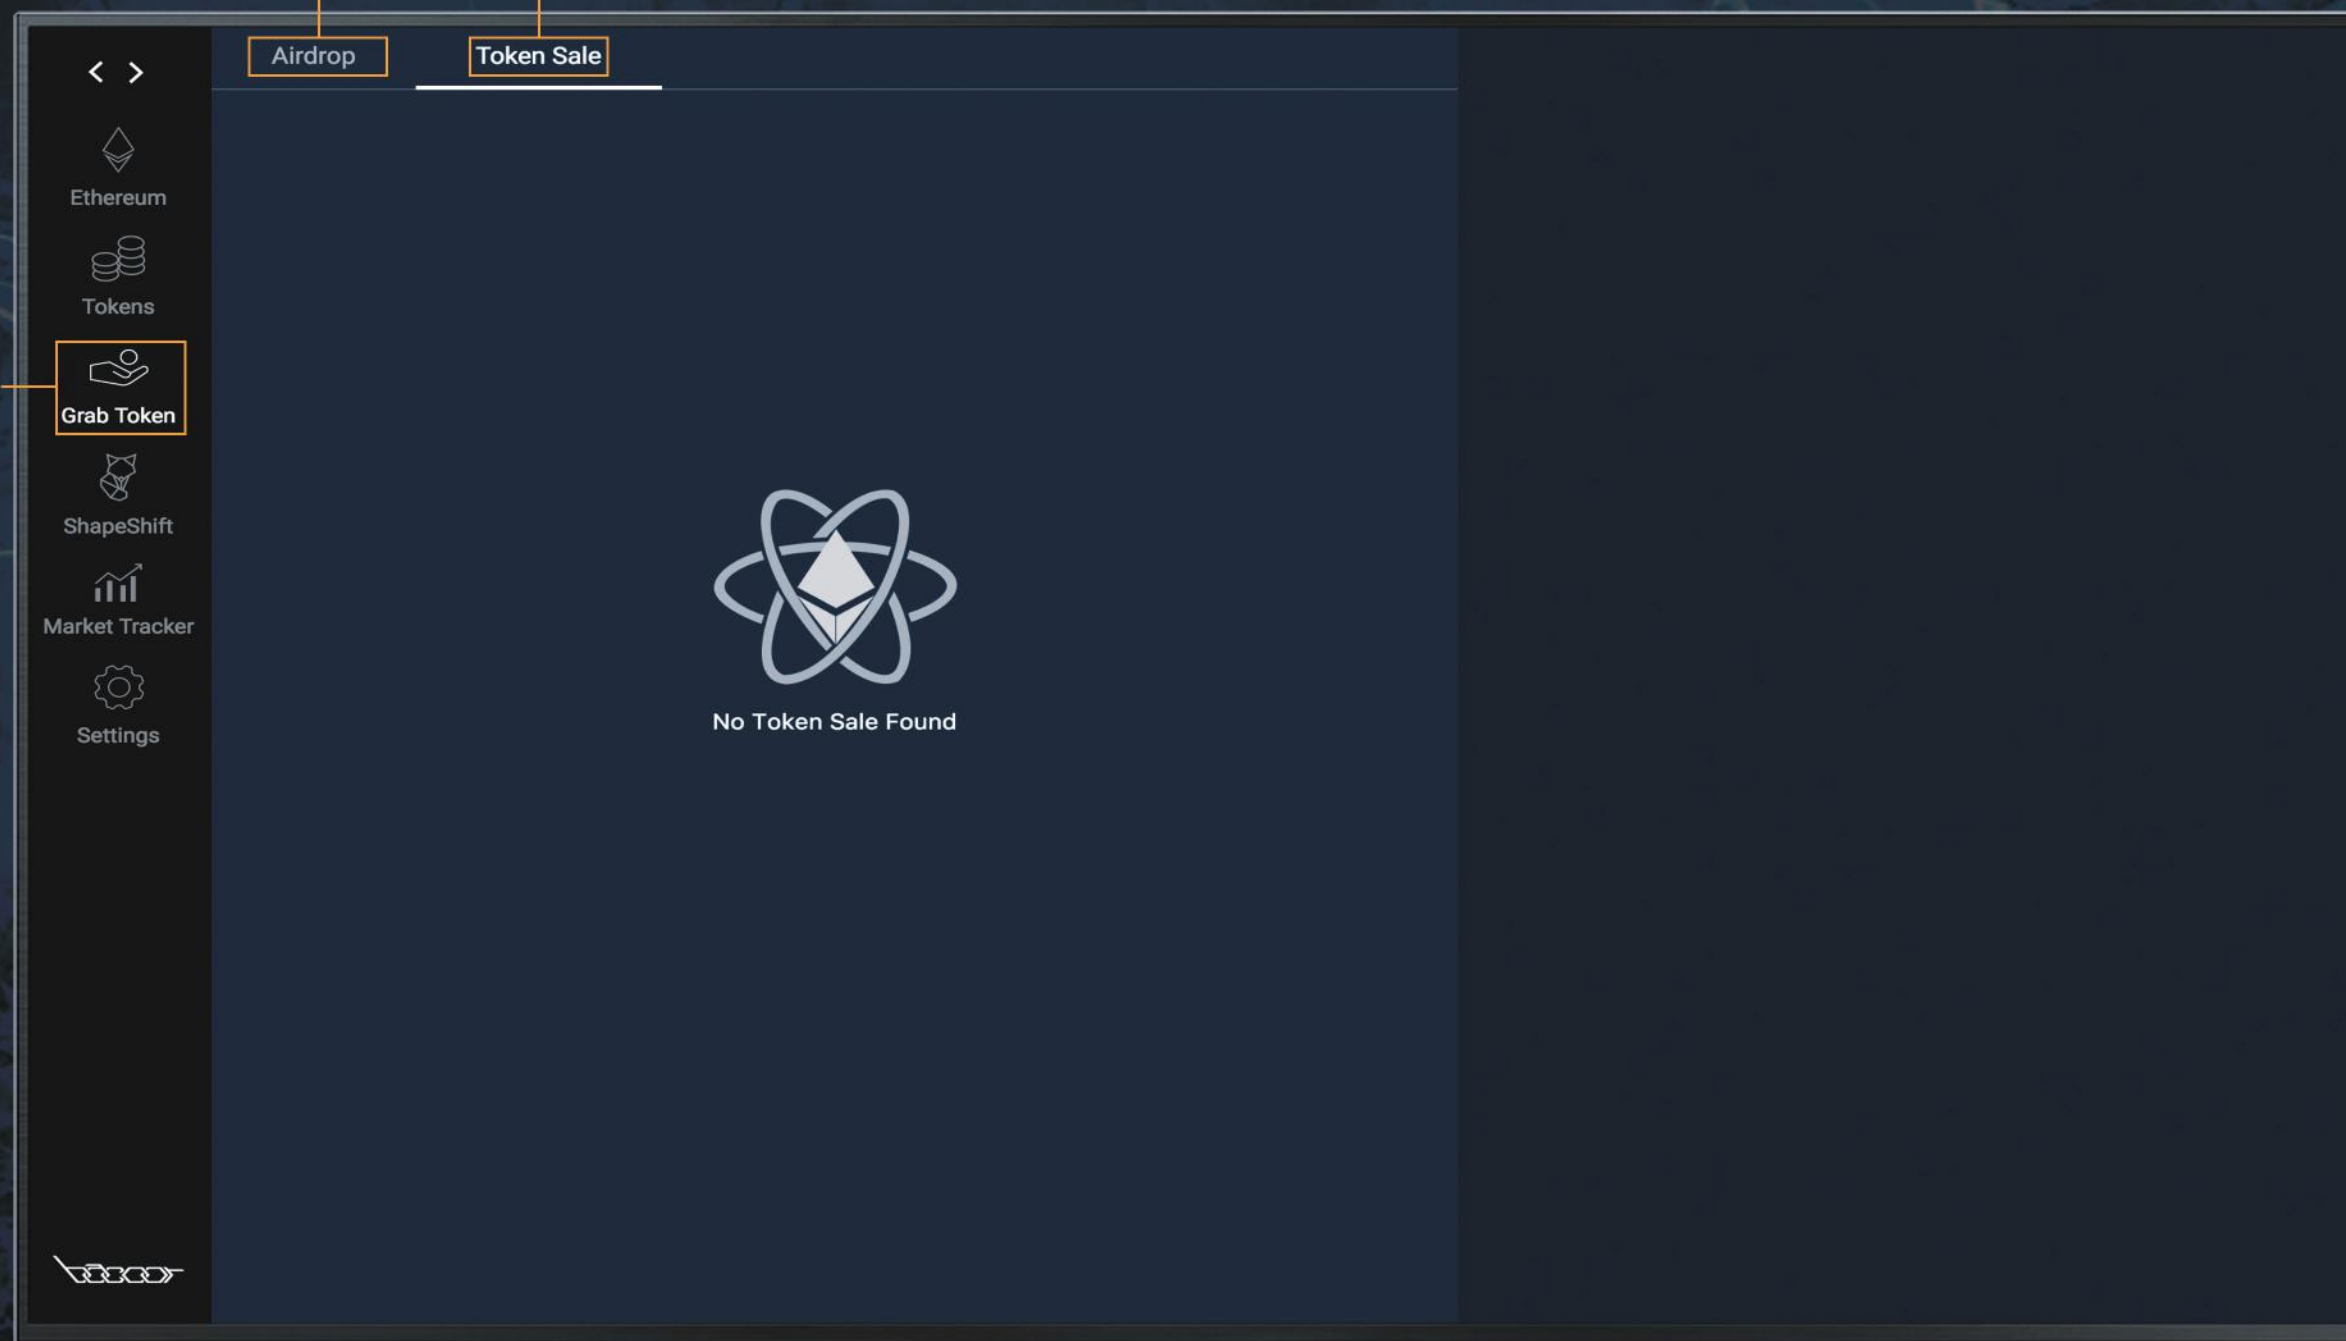 Airdrop
Token Sale
Ethereum
Tokens
Grab Token
ShapeShift
Market Tracker
Settings
No Token Sale Found